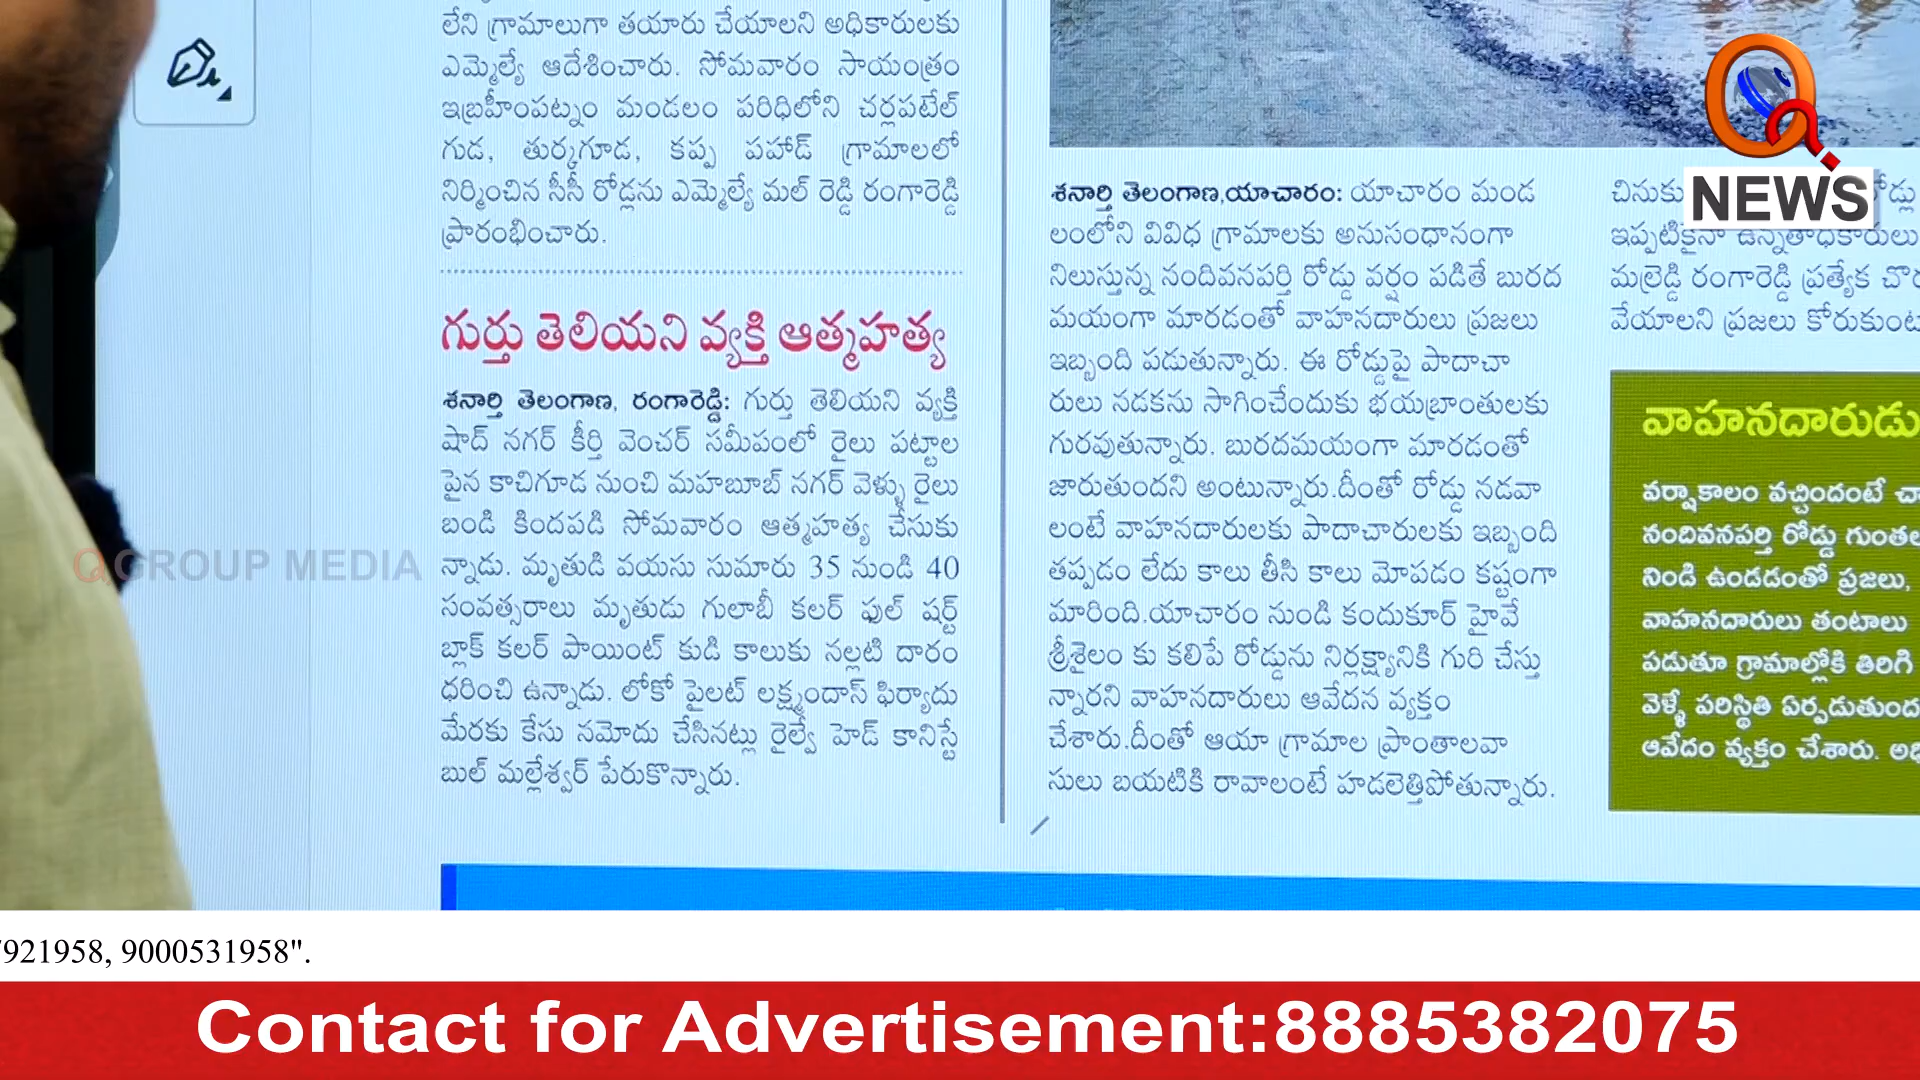 లేని గ్రామాలుగా తయారు చేయాలని అధికారులకు
ఎమ్మెల్యే ఆదేశించారు. సోమవారం సాయంత్రం
ఇబ్రహీంపట్నం మండలం పరిధిలోని చర్లపటేల్
గుడ, తుర్కగూడ, కప్ప పహాడ్ గ్రామాలలో
నిర్మించిన సీసీ రోడ్లను ఎమ్మెల్యే మల్ రెడ్డి రంగారెడ్డి
ప్రారంభించారు.
గుర్తు తెలియని వ్యక్తి ఆత్మహత్య
శనార్తి తెలంగాణ, రంగారెడ్డి: గుర్తు తెలియని వ్యక్తి
షాద్ నగర్ కీర్తి వెంచర్ సమీపంలో రైలు పట్టాల
పైన కాచిగూడ నుంచి మహబూబ్ నగర్ వెళ్ళు రైలు
బండి కిందపడి సోమవారం ఆత్మహత్య చేసుకు
న్నాడు. మృతుడి వయసు సుమారు 35 నుండి 40
సంవత్సరాలు మృతుడు గులాబీ కలర్ ఫుల్ షర్ట్
బ్లాక్ కలర్ పాయింట్ కుడి కాలుకు నల్లటి దారం
ధరించి ఉన్నాడు. లోకో పైలట్ లక్ష్మందాస్ ఫిర్యాదు
మేరకు కేసు నమోదు చేసినట్లు రైల్వే హెడ్ కానిస్టే
బుల్ మల్లేశ్వర్ పేరుకొన్నారు.
శనార్తి తెలంగాణ,యాచారం: యాచారం మండ
లంలోని వివిధ గ్రామాలకు అనుసంధానంగా
నిలుస్తున్న నందివనపర్తి రోడ్డు వర్షం పడితే బురద
మయంగా మారడంతో వాహనదారులు ప్రజలు
ఇబ్బంది పడుతున్నారు. ఈ రోడ్డుపై పాదాచా
రులు నడకను సాగించేందుకు భయబ్రాంతులకు
గురవుతున్నారు. బురదమయంగా మారడంతో
జారుతుందని అంటున్నారు.దీంతో రోడ్డు నడవా
లంటే వాహనదారులకు పాదాచారులకు ఇబ్బంది
తప్పడం లేదు కాలు తీసి కాలు మోపడం కష్టంగా
మారింది.యాచారం నుండి కందుకూర్ హైవే
శ్రీశైలం కు కలిపే రోడ్డును నిర్లక్ష్యానికి గురి చేస్తు
న్నారని వాహనదారులు ఆవేదన వ్యక్తం
చేశారు.దీంతో ఆయా గ్రామాల ప్రాంతాలవా
సులు బయటికి రావాలంటే హడలెత్తిపోతున్నారు.
చినుకు
ఇప్పటికైనా ఉన్నతాధికారులు
మల్రెడ్డి రంగారెడ్డి ప్రత్యేక
వేయాలని ప్రజలు
వాహనదారుడు
వర్షాకాలం వచ్చిందంటే
నందివనపర్తి రోడ్డు
నిండి ఉండడంతో ప్రజలు,
వాహనదారులు తంటాలు
పడుతూ గ్రామాల్లోకి తిరిగి
వెళ్ళే పరిస్థితి
ఆవేదం వ్యక్తం చేశారు.
Q NEWS
Q GROUP MEDIA
921958, 9000531958".
Contact for Advertisement:8885382075